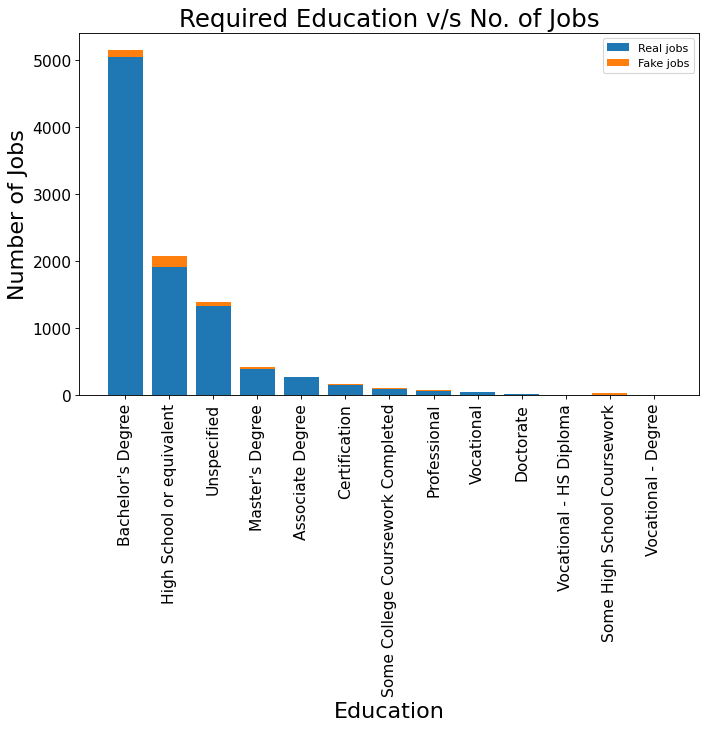 Required Education v/s No. of Jobs
Real jobs
Fake jobs
Number of Jobs
5000
4000
3000
2000
1000
0
Bachelor's Degree
High School or equivalent
Unspecified
Master's Degree
Associate Degree
Certification
Some College Coursework Completed
Professional
Vocational
Doctorate
Vocational - HS Diploma
Some High School Coursework
Vocational - Degree
Education